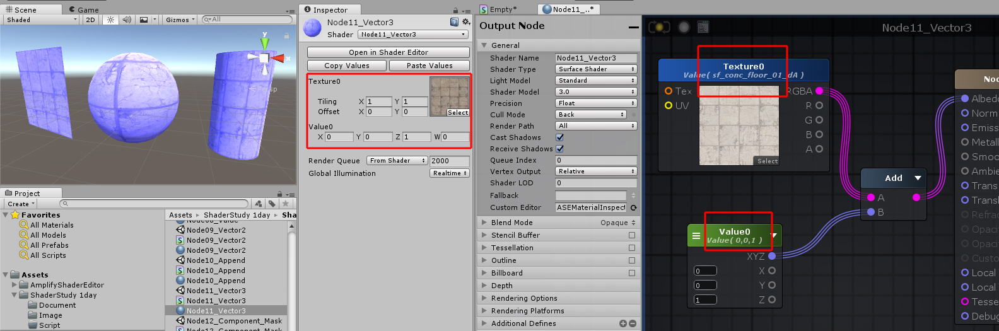 Scene
Game
Shaded
2D
Gizmos
All
y
x
Persp
Project
Create
Favorites
All Materials
All Models
All Prefabs
All Scripts
Assets
AmplifyShaderEditor
ShaderStudy 1day
Document
Image
Script
Assets ▸ ShaderStudy 1day ▸ Sha
Node08_Value
Node09_Vector2
Node09_Vector2
Node09_Vector2
Node10_Append
Node10_Append
Node10_Append
Node11_Vector3
Node11_Vector3
Node11_Vector3
Node12_Component_Mask
Node12_Component_Mask
Inspector
Node11_Vector3
Shader Node11_Vector3
Open in Shader Editor
Copy Values
Paste Values
Texture0
Tiling X 1 Y 1
Offset X 0 Y 0
Select
Value0
X 0 Y 0 Z 1 W 0
Render Queue From Shader 2000
Global Illumination Realtime
Empty*
Node11_..*
Output Node
General
Shader Name Node11_Vector3
Shader Type Surface Shader
Light Model Standard
Shader Model 3.0
Precision Float
Cull Mode Back
Render Path All
Cast Shadows
Receive Shadows
Queue Index 0
Vertex Output Relative
Shader LOD 0
Fallback
Custom Editor ASEMaterialInspect
Blend Mode Opaque
Stencil Buffer
Tessellation
Outline
Billboard
Depth
Rendering Options
Rendering Platforms
Additional Defines
Node11_Vector3
Texture0
Value( sf_conc_floor_01_dA )
Tex
UV
RGBA
R
G
B
A
Select
Value0
Value( 0,0,1 )
XYZ
0 X
0 Y
1 Z
Add
A
B
Noc
Albedo
Norm
Emiss
Metall
Smoo
Ambie
Trans
Transl
Refra
Opac
Opac
Custo
Local
Local
Tesse
Debug